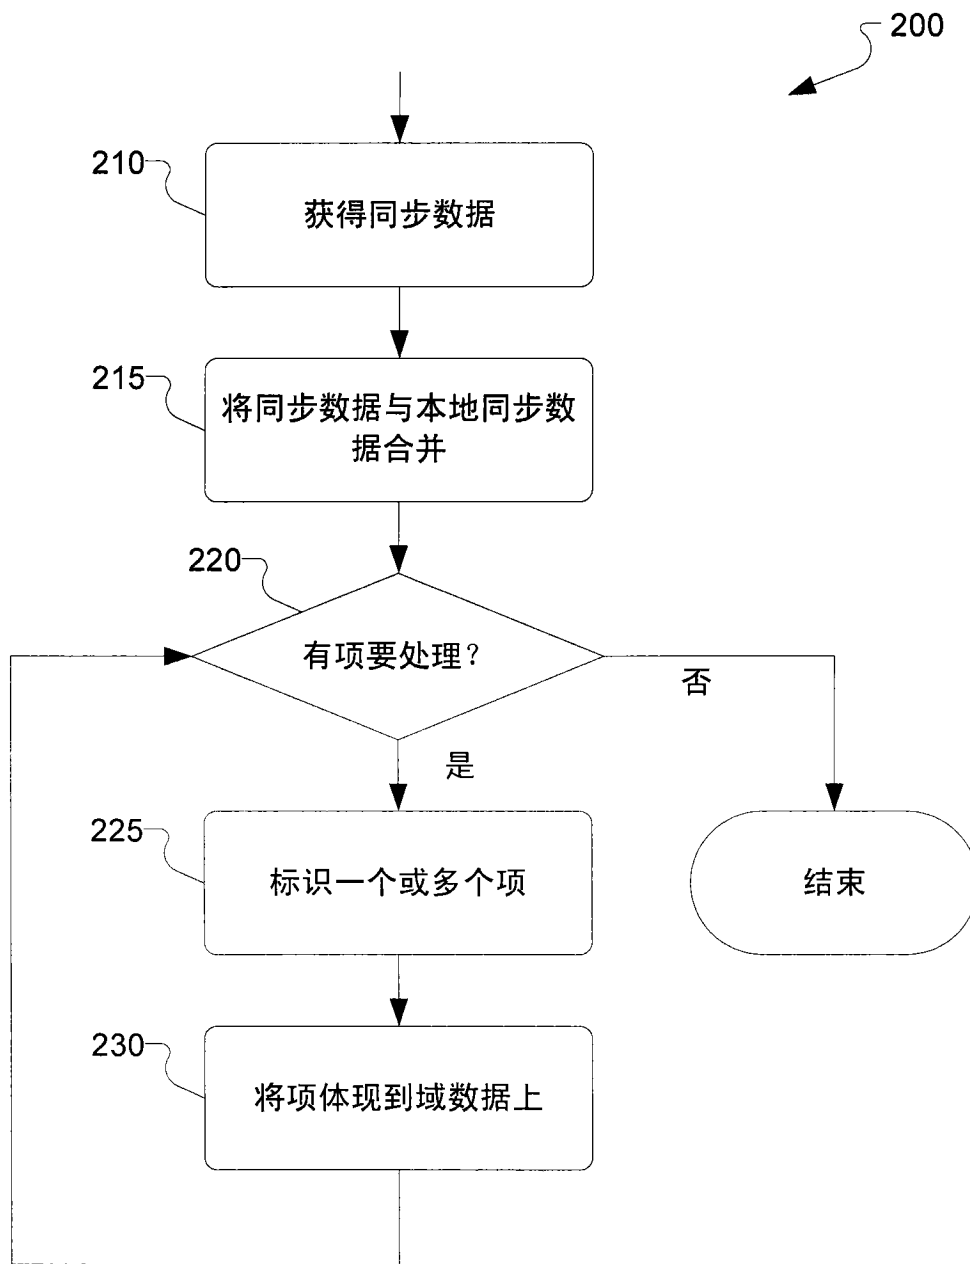 200
210
获得同步数据
215
将同步数据与本地同步数
据合并
220
有项要处理?
否
是
225
标识一个或多个项
结束
230
将项体现到域数据上